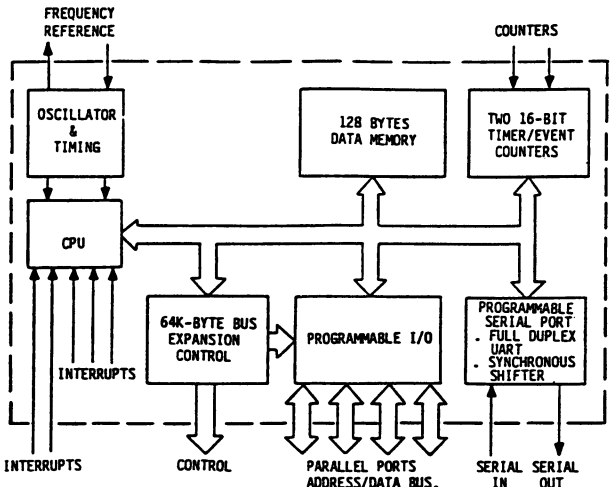 FREQUENCY
REFERENCE
COUNTERS
OSCILLATOR
&
TIMING
128 BYTES
DATA MEMORY
TWO 16-BIT
TIMER/EVENT
COUNTERS
CPU
64K-BYTE BUS
EXPANSION
CONTROL
PROGRAMMABLE I/O
PROGRAMMABLE
SERIAL PORT
. FULL DUPLEX
UART
. SYNCHRONOUS
SHIFTER
INTERRUPTS
INTERRUPTS
CONTROL
PARALLEL PORTS
ADDRESS/DATA BUS.
SERIAL
IN
SERIAL
OUT